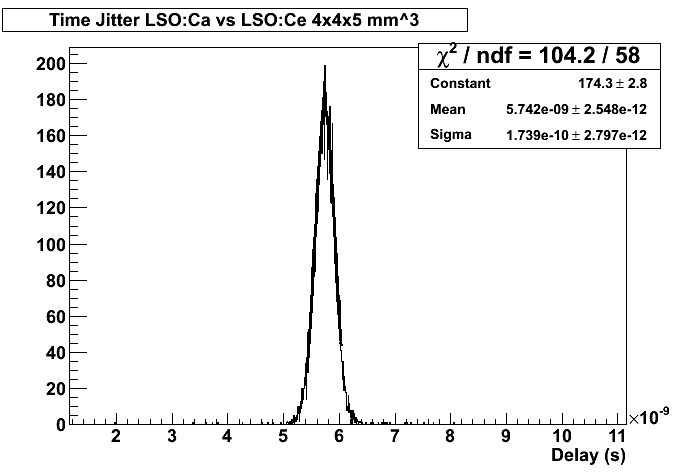 Time Jitter LSO:Ca vs LSO:Ce 4x4x5 mm^3
χ² / ndf = 104.2 / 58
Constant 174.3 ± 2.8
Mean 5.742e-09 ± 2.548e-12
Sigma 1.739e-10 ± 2.797e-12
200
180
160
140
120
100
80
60
40
20
0
2 3 4 5 6 7 8 9 10 11
×10⁻⁹
Delay (s)